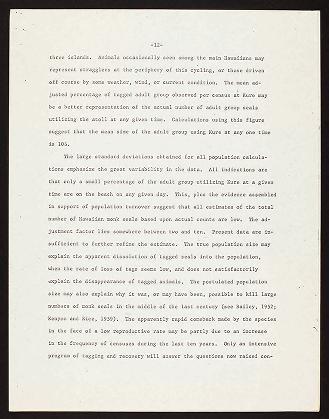 -12-
three islands. Animals occasionally seen among the main Hawaiians may
represent stragglers at the periphery of this cycling, or those driven
off course by some weather, wind, or current condition. The mean ad-
justed percentage of tagged adult group observed per census at Kure may
be a better representation of the actual number of adult group seals
utilizing the atoll at any given time. Calculations using this figure
suggest that the mean size of the adult group using Kure at any one time
is 106.
The large standard deviations obtained for all population calcula-
tions emphasize the great variability in the data. All indications are
that only a small percentage of the adult group utilizing Kure at a given
time are on the beach on any given day. This, plus the evidence assembled
in support of population turnover suggest that all estimates of the total
number of Hawaiian monk seals based upon actual counts are low. The ad-
justment factor lies somewhere between two and ten. Present data are in-
sufficient to further refine the estimate. The true population size may
explain the apparent dissolution of tagged seals into the population,
when the rate of loss of tags seems low, and does not satisfactorily
explain the disappearance of tagged animals. The postulated population
size may also explain why it was, or may have been, possible to kill large
numbers of monk seals in the middle of the last century (see Bailey, 1952;
Kenyon and Rice, 1959). The apparently rapid comeback made by the species
in the face of a low reproductive rate may be partly due to an increase
in the frequency of censuses during the last ten years. Only an intensive
program of tagging and recovery will answer the questions now raised con-